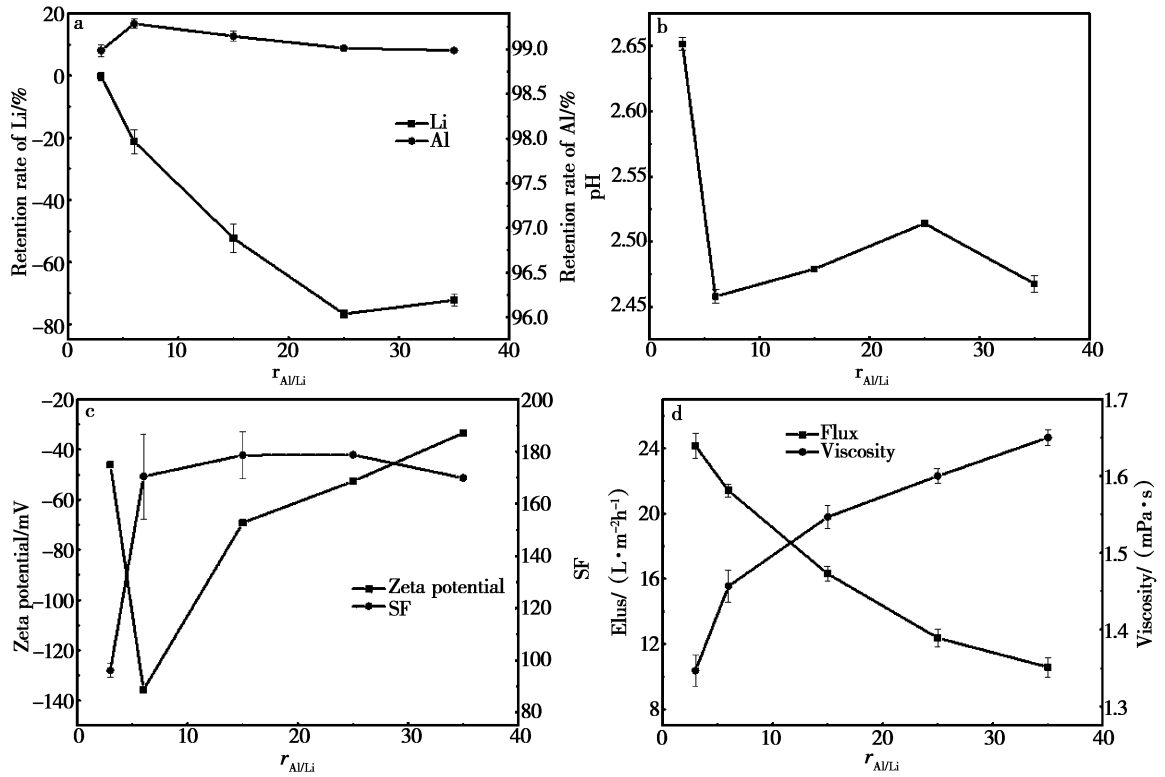 a
20
0
−20
−40
−60
−80
Retention rate of Li/%
99.0
98.5
98.0
97.5
97.0
96.5
96.0
Retention rate of Al/%
Li
Al
0 10 20 30 40
r Al/Li
b
2.65
2.60
2.55
2.50
2.45
pH
0 10 20 30 40
r Al/Li
c
−20
−40
−60
−80
−100
−120
−140
Zeta potential/mV
200
180
160
140
120
100
80
SF
Zeta potential
SF
0 10 20 30 40
r Al/Li
d
24
20
16
12
8
Elus/（L·m⁻²h⁻¹）
1.7
1.6
1.5
1.4
1.3
Viscosity/（mPa·s）
Flux
Viscosity
0 10 20 30 40
r Al/Li